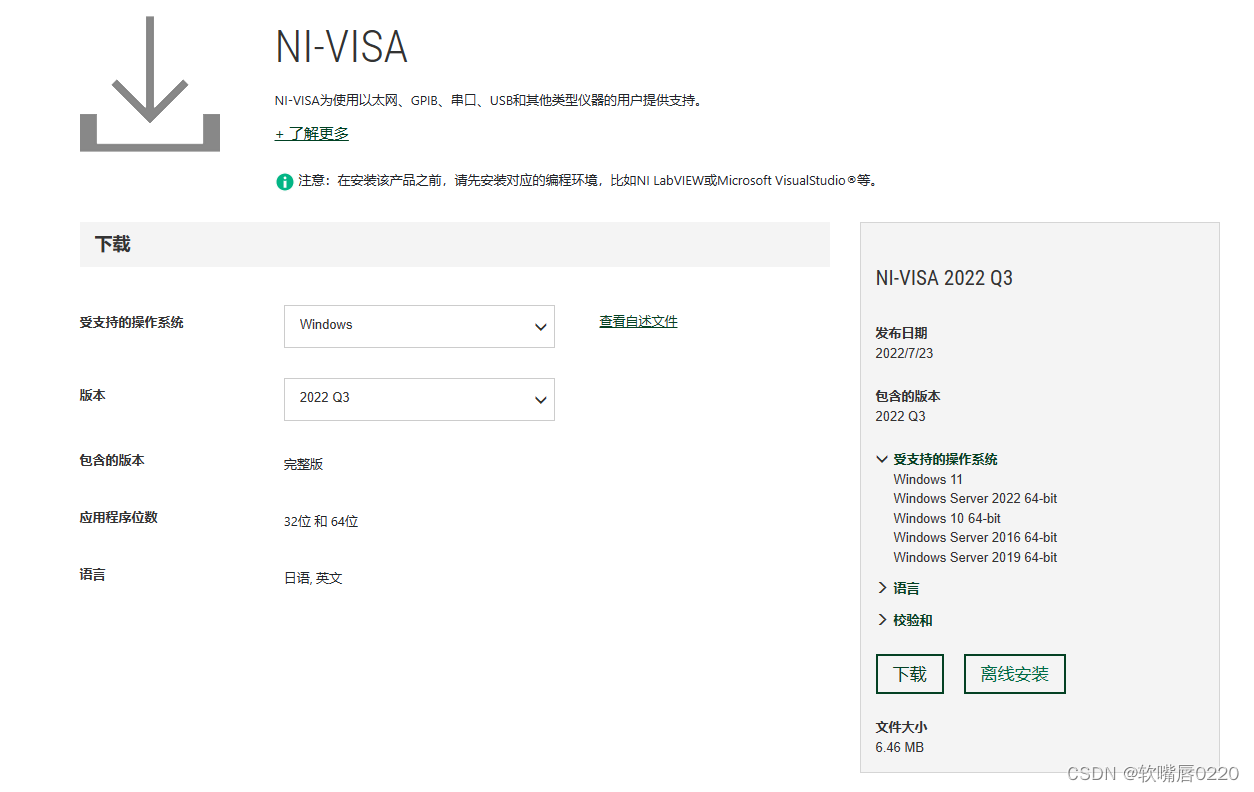 NI-VISA
NI-VISA为使用以太网、GPIB、串口、USB和其他类型仪器的用户提供支持。
+ 了解更多
注意：在安装该产品之前，请先安装对应的编程环境，比如NI LabVIEW或Microsoft VisualStudio®等。
下载
受支持的操作系统
Windows
查看自述文件
版本
2022 Q3
包含的版本
完整版
应用程序位数
32位 和 64位
语言
日语, 英文
NI-VISA 2022 Q3
发布日期
2022/7/23
包含的版本
2022 Q3
受支持的操作系统
Windows 11
Windows Server 2022 64-bit
Windows 10 64-bit
Windows Server 2016 64-bit
Windows Server 2019 64-bit
语言
校验和
下载
离线安装
文件大小
6.46 MB
CSDN @软嘴唇0220